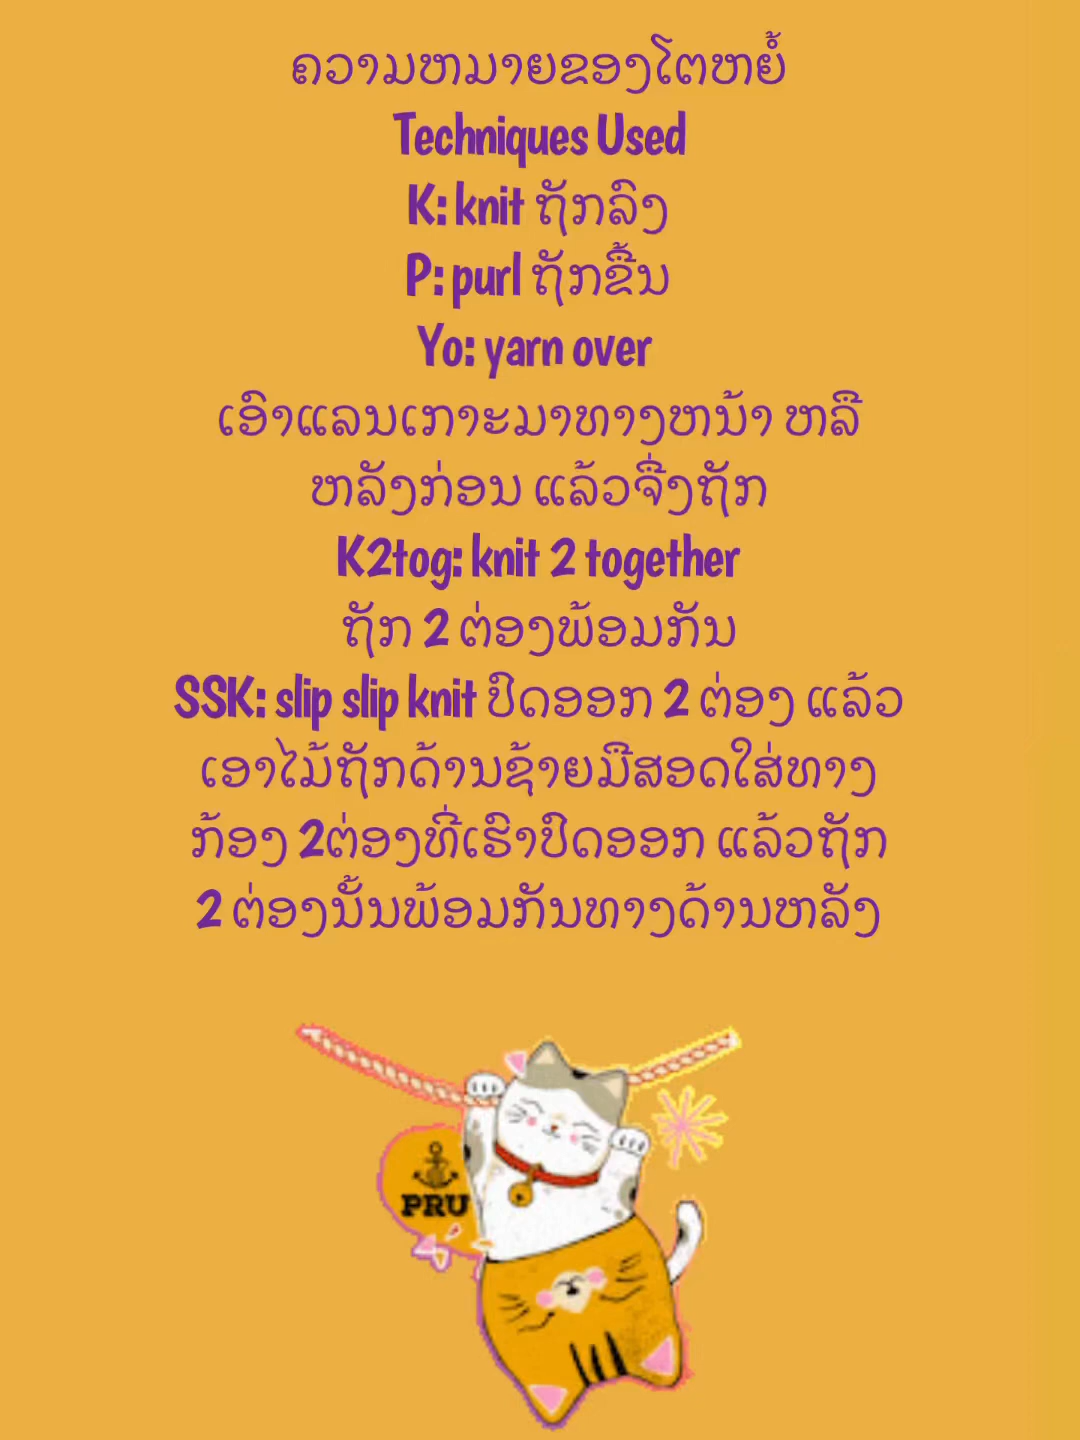 ຄວາມຫມາຍຂອງໂຕຫຍໍ້
Techniques Used
K: knit ຖັກລົງ
P: purl ຖັກຂື້ນ
Yo: yarn over
ເອົາແລນເກາະມາທາງຫນ້າ ຫລື
ຫລັງກ່ອນ ແລ້ວຈຶ່ງຖັກ
K2tog: knit 2 together
ຖັກ 2 ຕ່ອງພ້ອມກັນ
SSK: slip slip knit ປົດອອກ 2 ຕ່ອງ ແລ້ວ
ເອາໄມ້ຖັກດ້ານຊ້າຍມືສອດໃສ່ທາງ
ກ້ອງ 2ຕ່ອງທີ່ເຮົາປົດອອກ ແລ້ວຖັກ
2 ຕ່ອງນັ້ນພ້ອມກັນທາງດ້ານຫລັງ
PRU